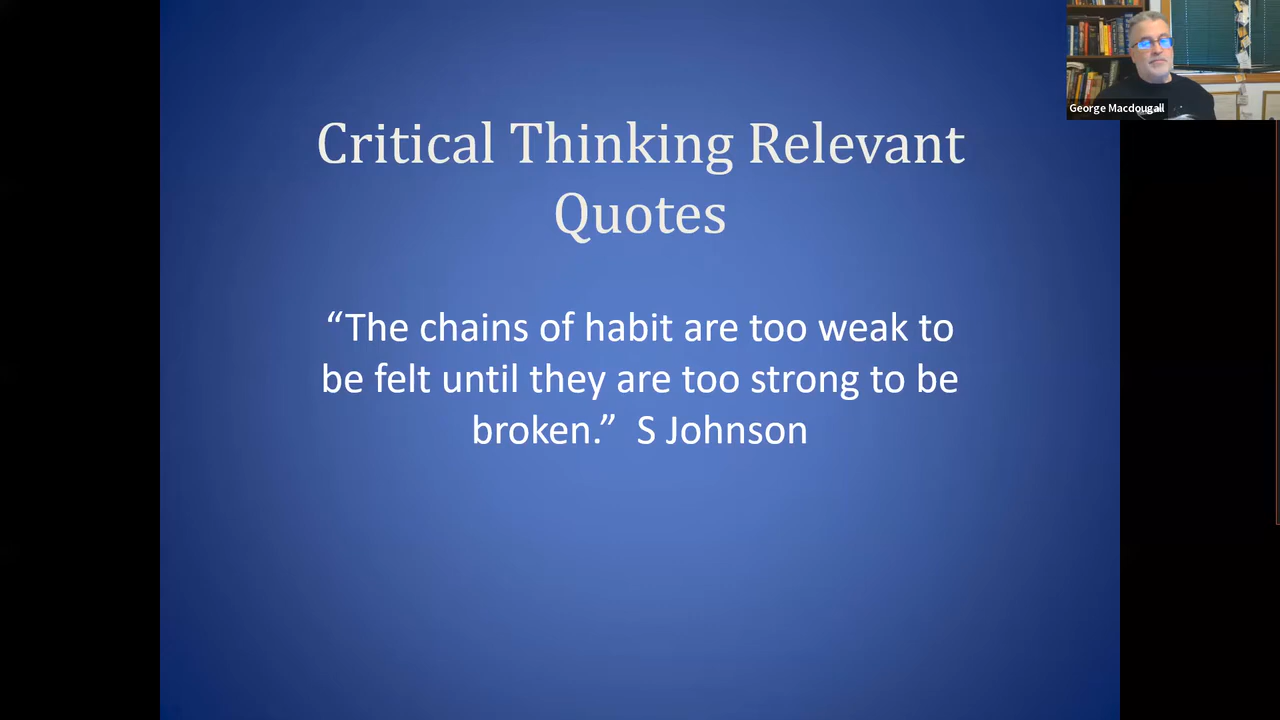 Critical Thinking Relevant
Quotes
“The chains of habit are too weak to
be felt until they are too strong to be
broken.”  S Johnson
George Macdougall